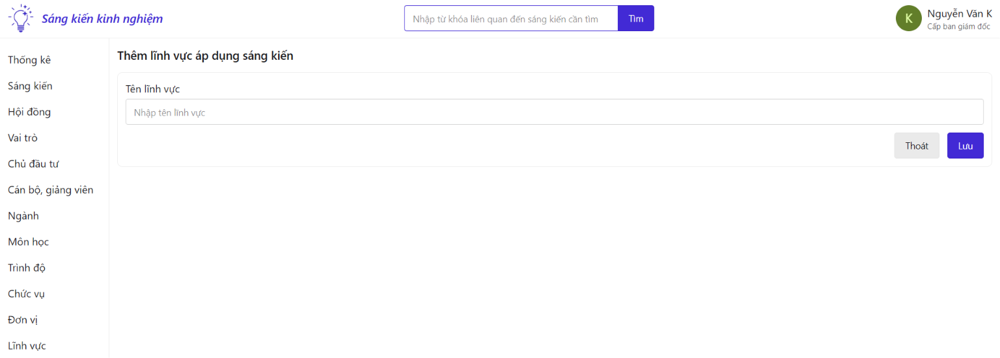 Sáng kiến kinh nghiệm
Nhập từ khóa liên quan đến sáng kiến cần tìm
Tìm
K
Nguyễn Văn K
Cấp ban giám đốc
Thống kê
Sáng kiến
Hội đồng
Vai trò
Chủ đầu tư
Cán bộ, giảng viên
Ngành
Môn học
Trình độ
Chức vụ
Đơn vị
Lĩnh vực
Thêm lĩnh vực áp dụng sáng kiến
Tên lĩnh vực
Nhập tên lĩnh vực
Thoát
Lưu